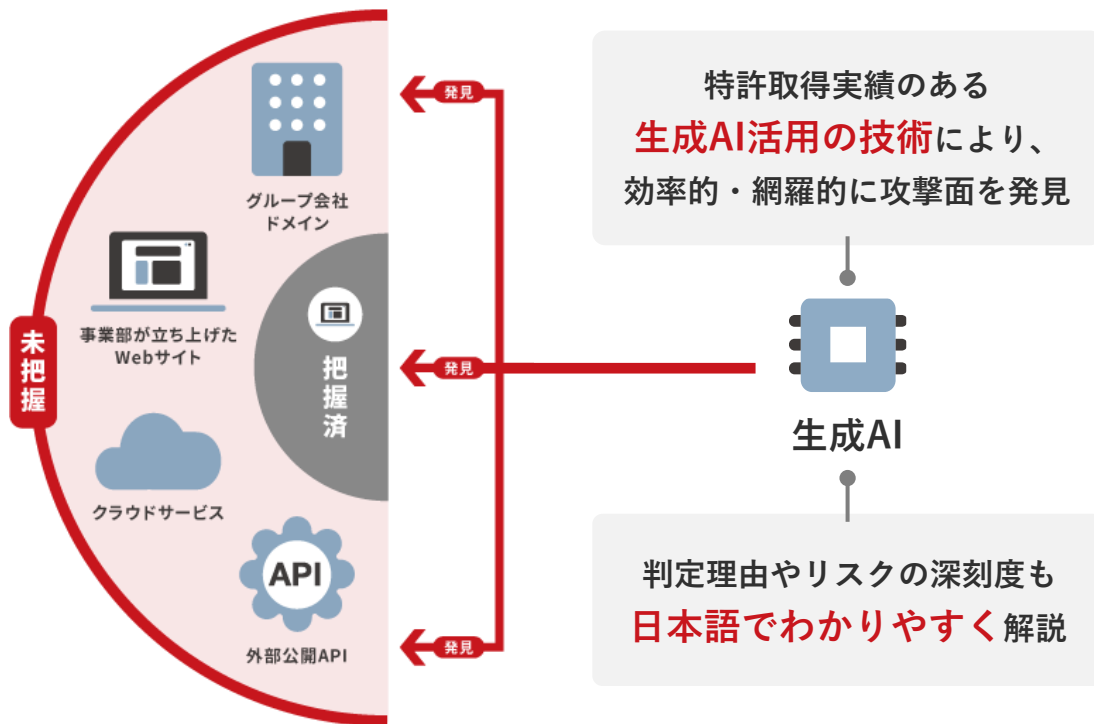 グループ会社
ドメイン
事業部が立ち上げた
Webサイト
クラウドサービス
API
外部公開API
未把握
把握済
発見
発見
発見
特許取得実績のある
生成AI活用の技術により、
効率的・網羅的に攻撃面を発見
生成AI
判定理由やリスクの深刻度も
日本語でわかりやすく解説